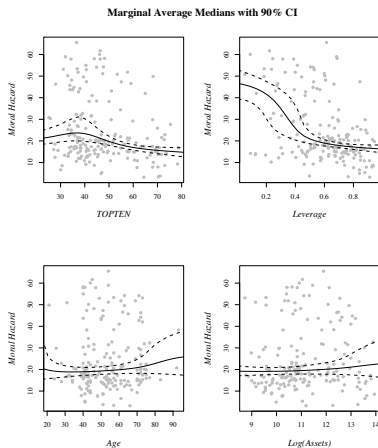 Marginal Average Medians with 90% CI
Moral Hazard
10 20 30 40 50 60
30 40 50 60 70 80
TOPTEN
Moral Hazard
10 20 30 40 50 60
0.2 0.4 0.6 0.8
Leverage
Moral Hazard
10 20 30 40 50 60
20 30 40 50 60 70 80 90
Age
Moral Hazard
10 20 30 40 50 60
9 10 11 12 13 14
Log(Assets)